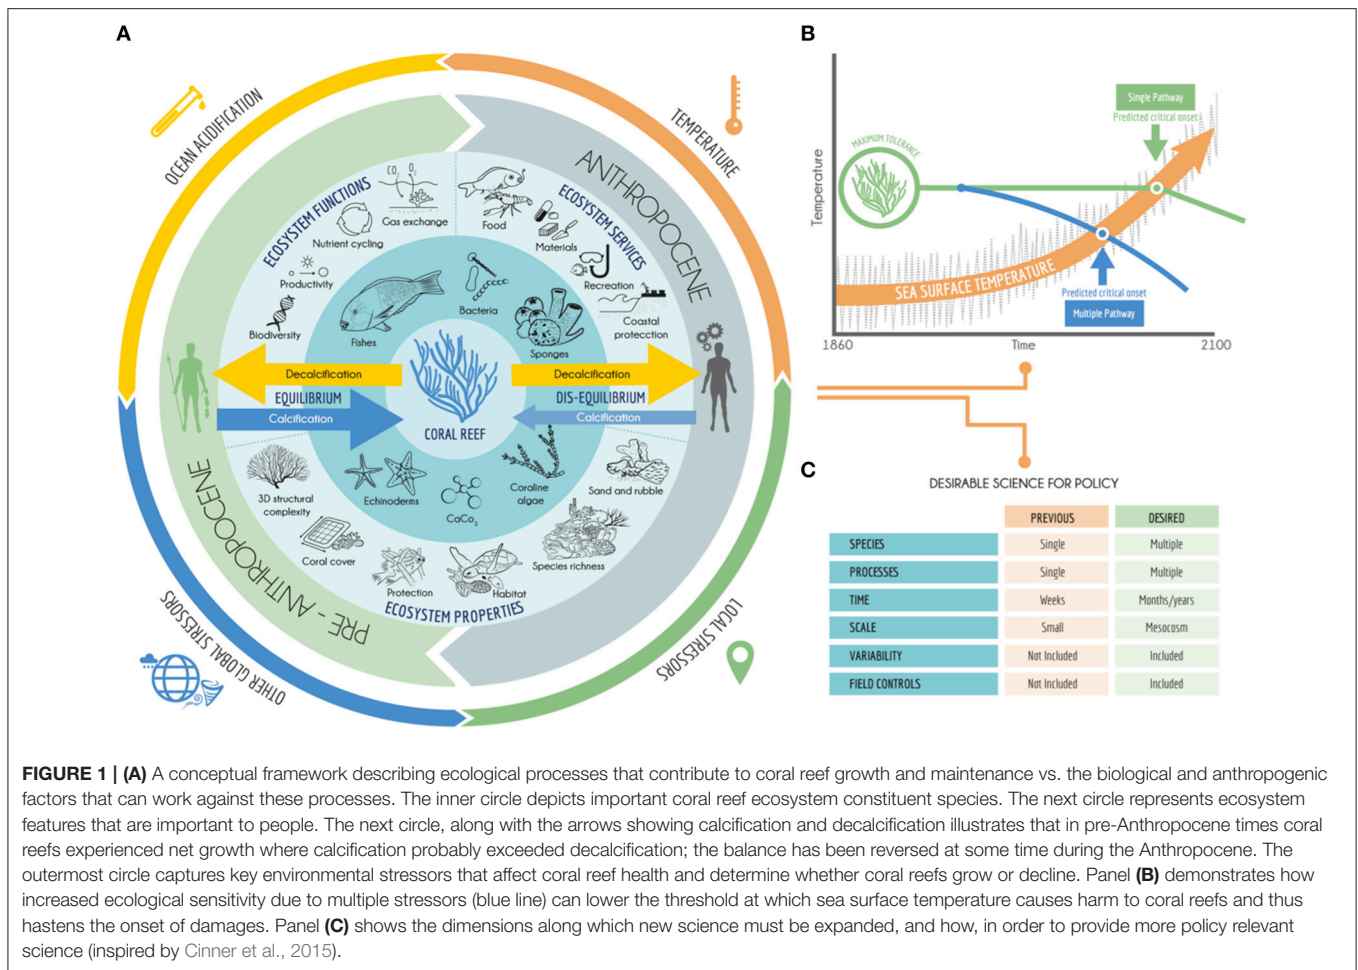 A
OCEAN ACIDIFICATION
TEMPERATURE
ANTHROPOCENE
ECOSYSTEM FUNCTIONS
ECOSYSTEM SERVICES
CO2 O2
Gas exchange
Nutrient cycling
Productivity
Biodiversity
Food
Materials
Recreation
Coastal
protecction
Fishes
Bacteria
Sponges
Decalcification
Decalcification
EQUILIBRIUM
DIS-EQUILIBRIUM
Calcification
Calcification
CORAL REEF
3D structural
complexity
Echinoderms
CaCO3
Coraline
algae
Sand and rubble
Coral cover
Protection
Habitat
Species richness
ECOSYSTEM PROPERTIES
PRE - ANTHROPOCENE
OTHER GLOBAL STRESSORS
LOCAL STRESSORS
B
Temperature
MAXIMUM TOLERANCE
Single Pathway
Predicted critical onset
SEA SURFACE TEMPERATURE
Predicted critical onset
Multiple Pathway
1860
Time
2100
C
DESIRABLE SCIENCE FOR POLICY
PREVIOUS DESIRED
SPECIES Single Multiple
PROCESSES Single Multiple
TIME Weeks Months/years
SCALE Small Mesocosm
VARIABILITY Not Included Included
FIELD CONTROLS Not Included Included
FIGURE 1 | (A) A conceptual framework describing ecological processes that contribute to coral reef growth and maintenance vs. the biological and anthropogenic
factors that can work against these processes. The inner circle depicts important coral reef ecosystem constituent species. The next circle represents ecosystem
features that are important to people. The next circle, along with the arrows showing calcification and decalcification illustrates that in pre-Anthropocene times coral
reefs experienced net growth where calcification probably exceeded decalcification; the balance has been reversed at some time during the Anthropocene. The
outermost circle captures key environmental stressors that affect coral reef health and determine whether coral reefs grow or decline. Panel (B) demonstrates how
increased ecological sensitivity due to multiple stressors (blue line) can lower the threshold at which sea surface temperature causes harm to coral reefs and thus
hastens the onset of damages. Panel (C) shows the dimensions along which new science must be expanded, and how, in order to provide more policy relevant
science (inspired by Cinner et al., 2015).